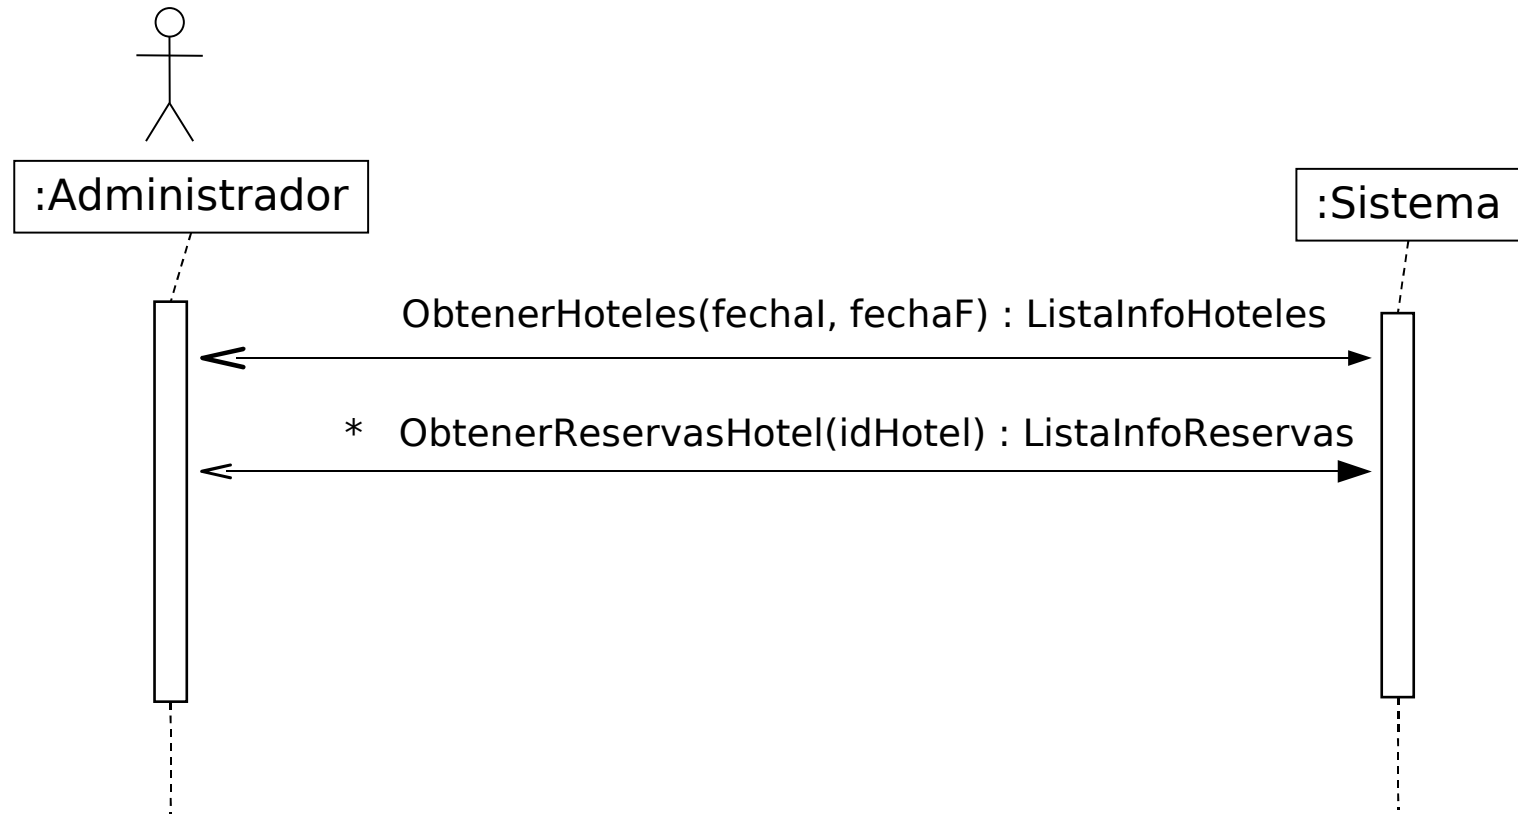 :Administrador
:Sistema
ObtenerHoteles(fechaI, fechaF) : ListaInfoHoteles
* ObtenerReservasHotel(idHotel) : ListaInfoReservas